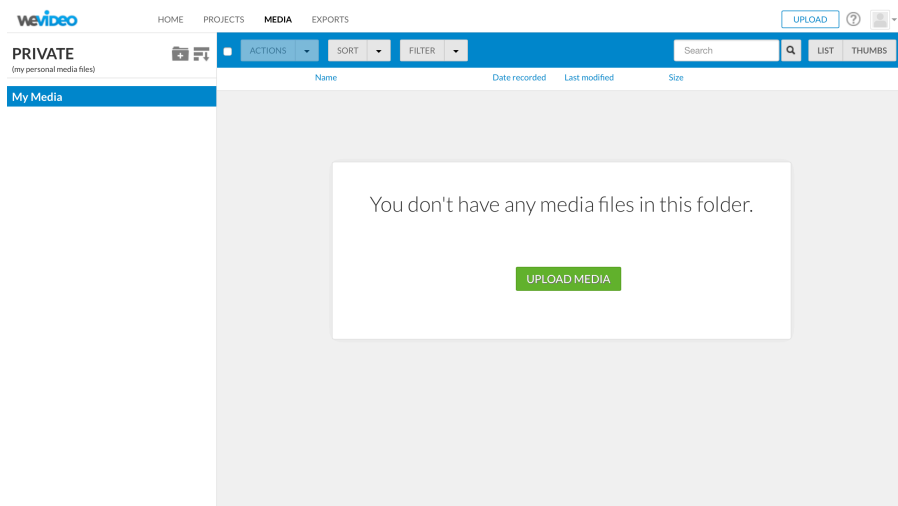 WeVideo HOME PROJECTS MEDIA EXPORTS UPLOAD ?
PRIVATE
(my personal media files)
ACTIONS SORT FILTER Search LIST THUMBS
Name Date recorded Last modified Size
My Media
You don't have any media files in this folder.
UPLOAD MEDIA